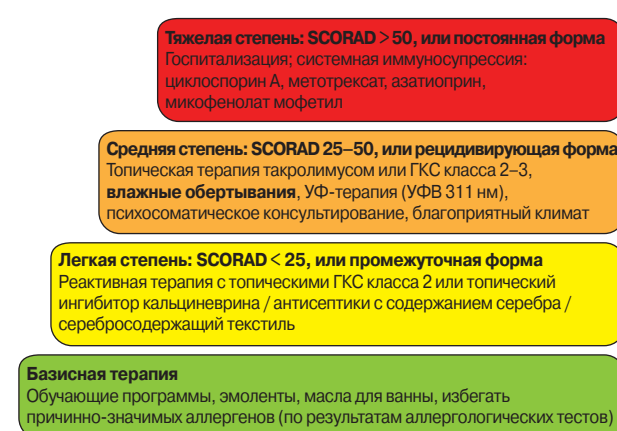 Тяжелая степень: SCORAD > 50, или постоянная форма
Госпитализация; системная иммуносупрессия:
циклоспорин А, метотрексат, азатиоприн,
микофенолат мофетил
Средняя степень: SCORAD 25–50, или рецидивирующая форма
Топическая терапия такролимусом или ГКС класса 2–3,
влажные обертывания, УФ-терапия (УФВ 311 нм),
психосоматическое консультирование, благоприятный климат
Легкая степень: SCORAD < 25, или промежуточная форма
Реактивная терапия с топическими ГКС класса 2 или топический
ингибитор кальциневрина / антисептики с содержанием серебра /
серебросодержащий текстиль
Базисная терапия
Обучающие программы, эмоленты, масла для ванны, избегать
причинно-значимых аллергенов (по результатам аллергологических тестов)